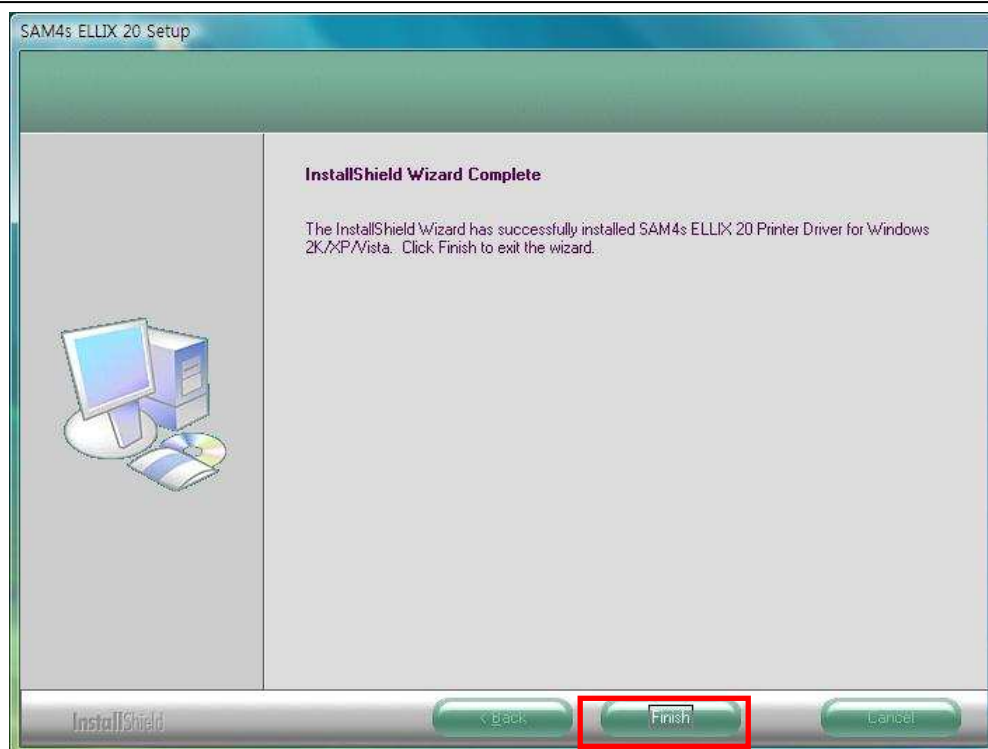 SAM4s ELLIX 20 Setup
InstallShield Wizard Complete
The InstallShield Wizard has successfully installed SAM4s ELLIX 20 Printer Driver for Windows
2K/XP/Vista. Click Finish to exit the wizard.
InstallShield
< Back
Finish
Cancel